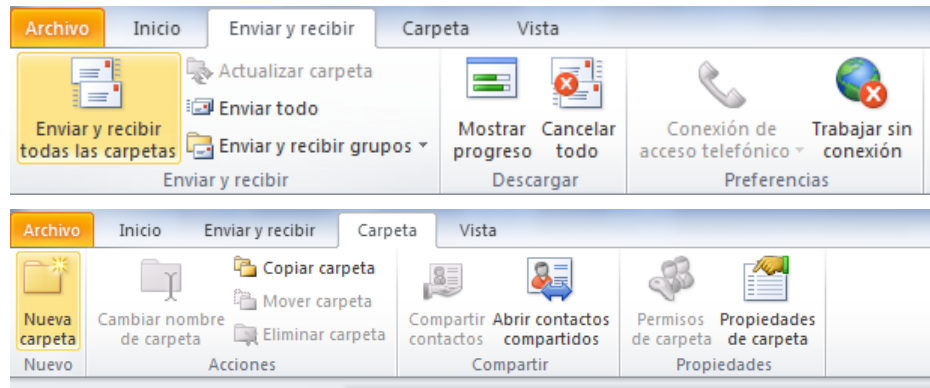 Archivo Inicio Enviar y recibir Carpeta Vista
Enviar y recibir
todas las carpetas
Actualizar carpeta
Enviar todo
Enviar y recibir grupos
Mostrar
progreso
Cancelar
todo
Conexión de
acceso telefónico
Trabajar sin
conexión
Enviar y recibir Descargar Preferencias
Archivo Inicio Enviar y recibir Carpeta Vista
Nueva
carpeta
Cambiar nombre
de carpeta
Copiar carpeta
Mover carpeta
Eliminar carpeta
Compartir
contactos
Abrir contactos
compartidos
Permisos
de carpeta
Propiedades
de carpeta
Nuevo Acciones Compartir Propiedades